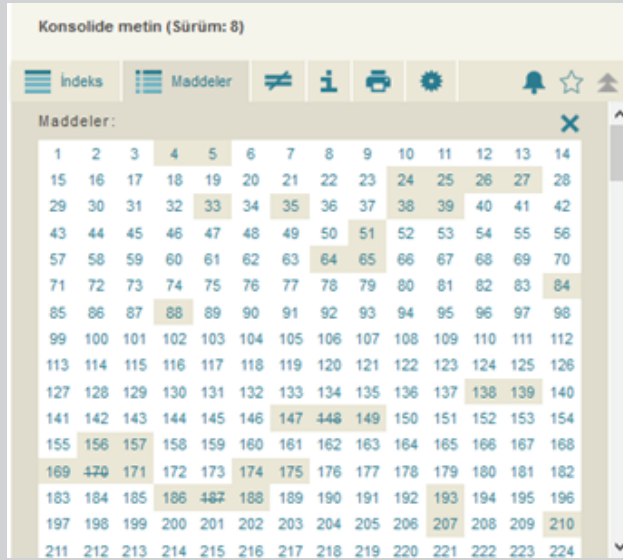 Konsolide metin (Sürüm: 8)
İndeks Maddeler
Maddeler:
1 2 3 4 5 6 7 8 9 10 11 12 13 14
15 16 17 18 19 20 21 22 23 24 25 26 27 28
29 30 31 32 33 34 35 36 37 38 39 40 41 42
43 44 45 46 47 48 49 50 51 52 53 54 55 56
57 58 59 60 61 62 63 64 65 66 67 68 69 70
71 72 73 74 75 76 77 78 79 80 81 82 83 84
85 86 87 88 89 90 91 92 93 94 95 96 97 98
99 100 101 102 103 104 105 106 107 108 109 110 111 112
113 114 115 116 117 118 119 120 121 122 123 124 125 126
127 128 129 130 131 132 133 134 135 136 137 138 139 140
141 142 143 144 145 146 147 148 149 150 151 152 153 154
155 156 157 158 159 160 161 162 163 164 165 166 167 168
169 170 171 172 173 174 175 176 177 178 179 180 181 182
183 184 185 186 187 188 189 190 191 192 193 194 195 196
197 198 199 200 201 202 203 204 205 206 207 208 209 210
211 212 213 214 215 216 217 218 219 220 221 222 223 224